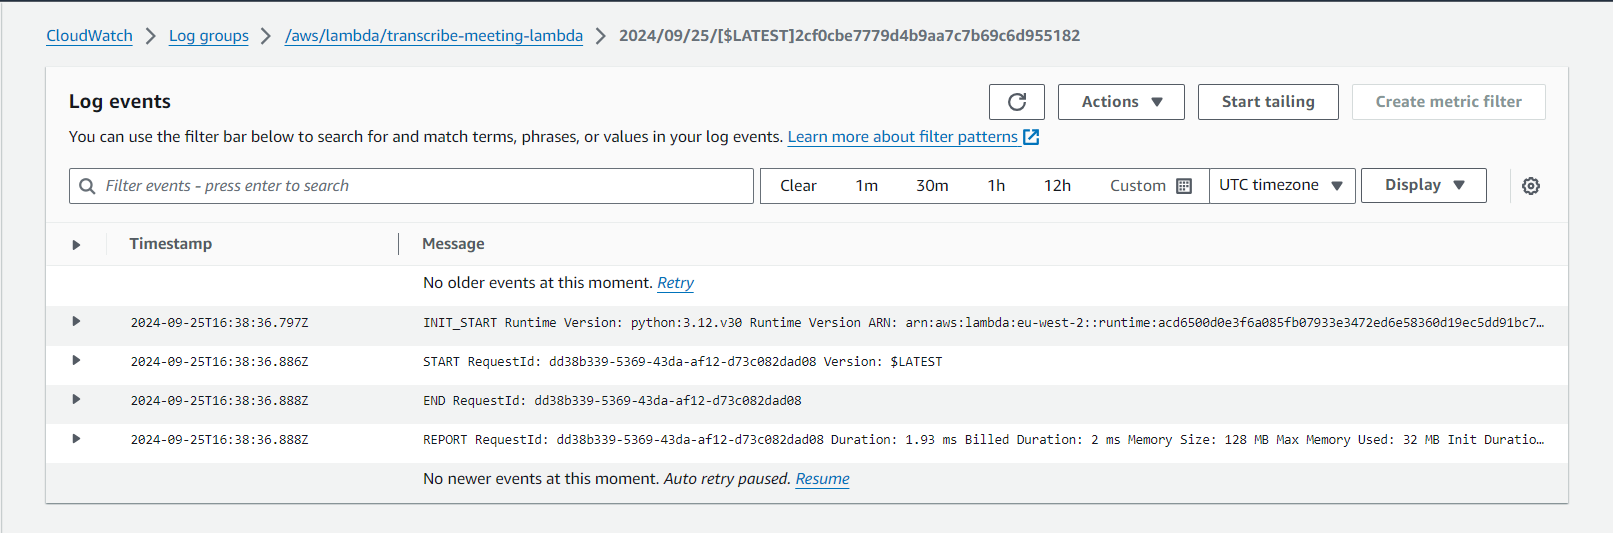 CloudWatch > Log groups > /aws/lambda/transcribe-meeting-lambda > 2024/09/25/[$LATEST]2cf0cbe7779d4b9aa7c7b69c6d955182
Log events
Actions
Start tailing
Create metric filter
You can use the filter bar below to search for and match terms, phrases, or values in your log events. Learn more about filter patterns
Filter events - press enter to search
Clear 1m 30m 1h 12h Custom UTC timezone Display
Timestamp Message
No older events at this moment. Retry
2024-09-25T16:38:36.797Z INIT_START Runtime Version: python:3.12.v30 Runtime Version ARN: arn:aws:lambda:eu-west-2::runtime:acd6500d0e3f6a085fb07933e3472ed6e58360d19ec5dd91bc7…
2024-09-25T16:38:36.886Z START RequestId: dd38b339-5369-43da-af12-d73c082dad08 Version: $LATEST
2024-09-25T16:38:36.888Z END RequestId: dd38b339-5369-43da-af12-d73c082dad08
2024-09-25T16:38:36.888Z REPORT RequestId: dd38b339-5369-43da-af12-d73c082dad08 Duration: 1.93 ms Billed Duration: 2 ms Memory Size: 128 MB Max Memory Used: 32 MB Init Duratio…
No newer events at this moment. Auto retry paused. Resume